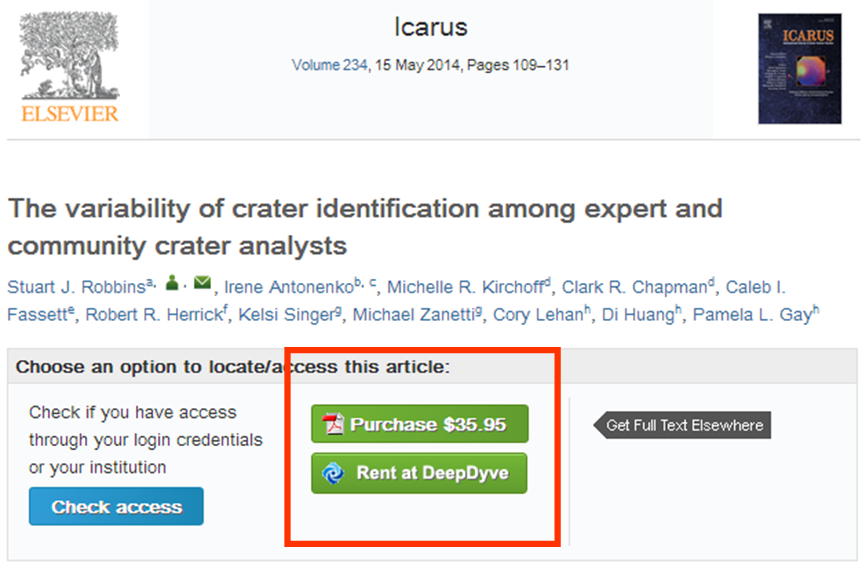 ELSEVIER
Icarus
Volume 234, 15 May 2014, Pages 109–131
ICARUS
The variability of crater identification among expert and
community crater analysts
Stuart J. Robbinsa, , Irene Antonenkob, c, Michelle R. Kirchoffd, Clark R. Chapmand, Caleb I.
Fassette, Robert R. Herrickf, Kelsi Singerg, Michael Zanettig, Cory Lehanh, Di Huangh, Pamela L. Gayh
Choose an option to locate/access this article:
Check if you have access
through your login credentials
or your institution
Check access
Purchase $35.95
Rent at DeepDyve
Get Full Text Elsewhere